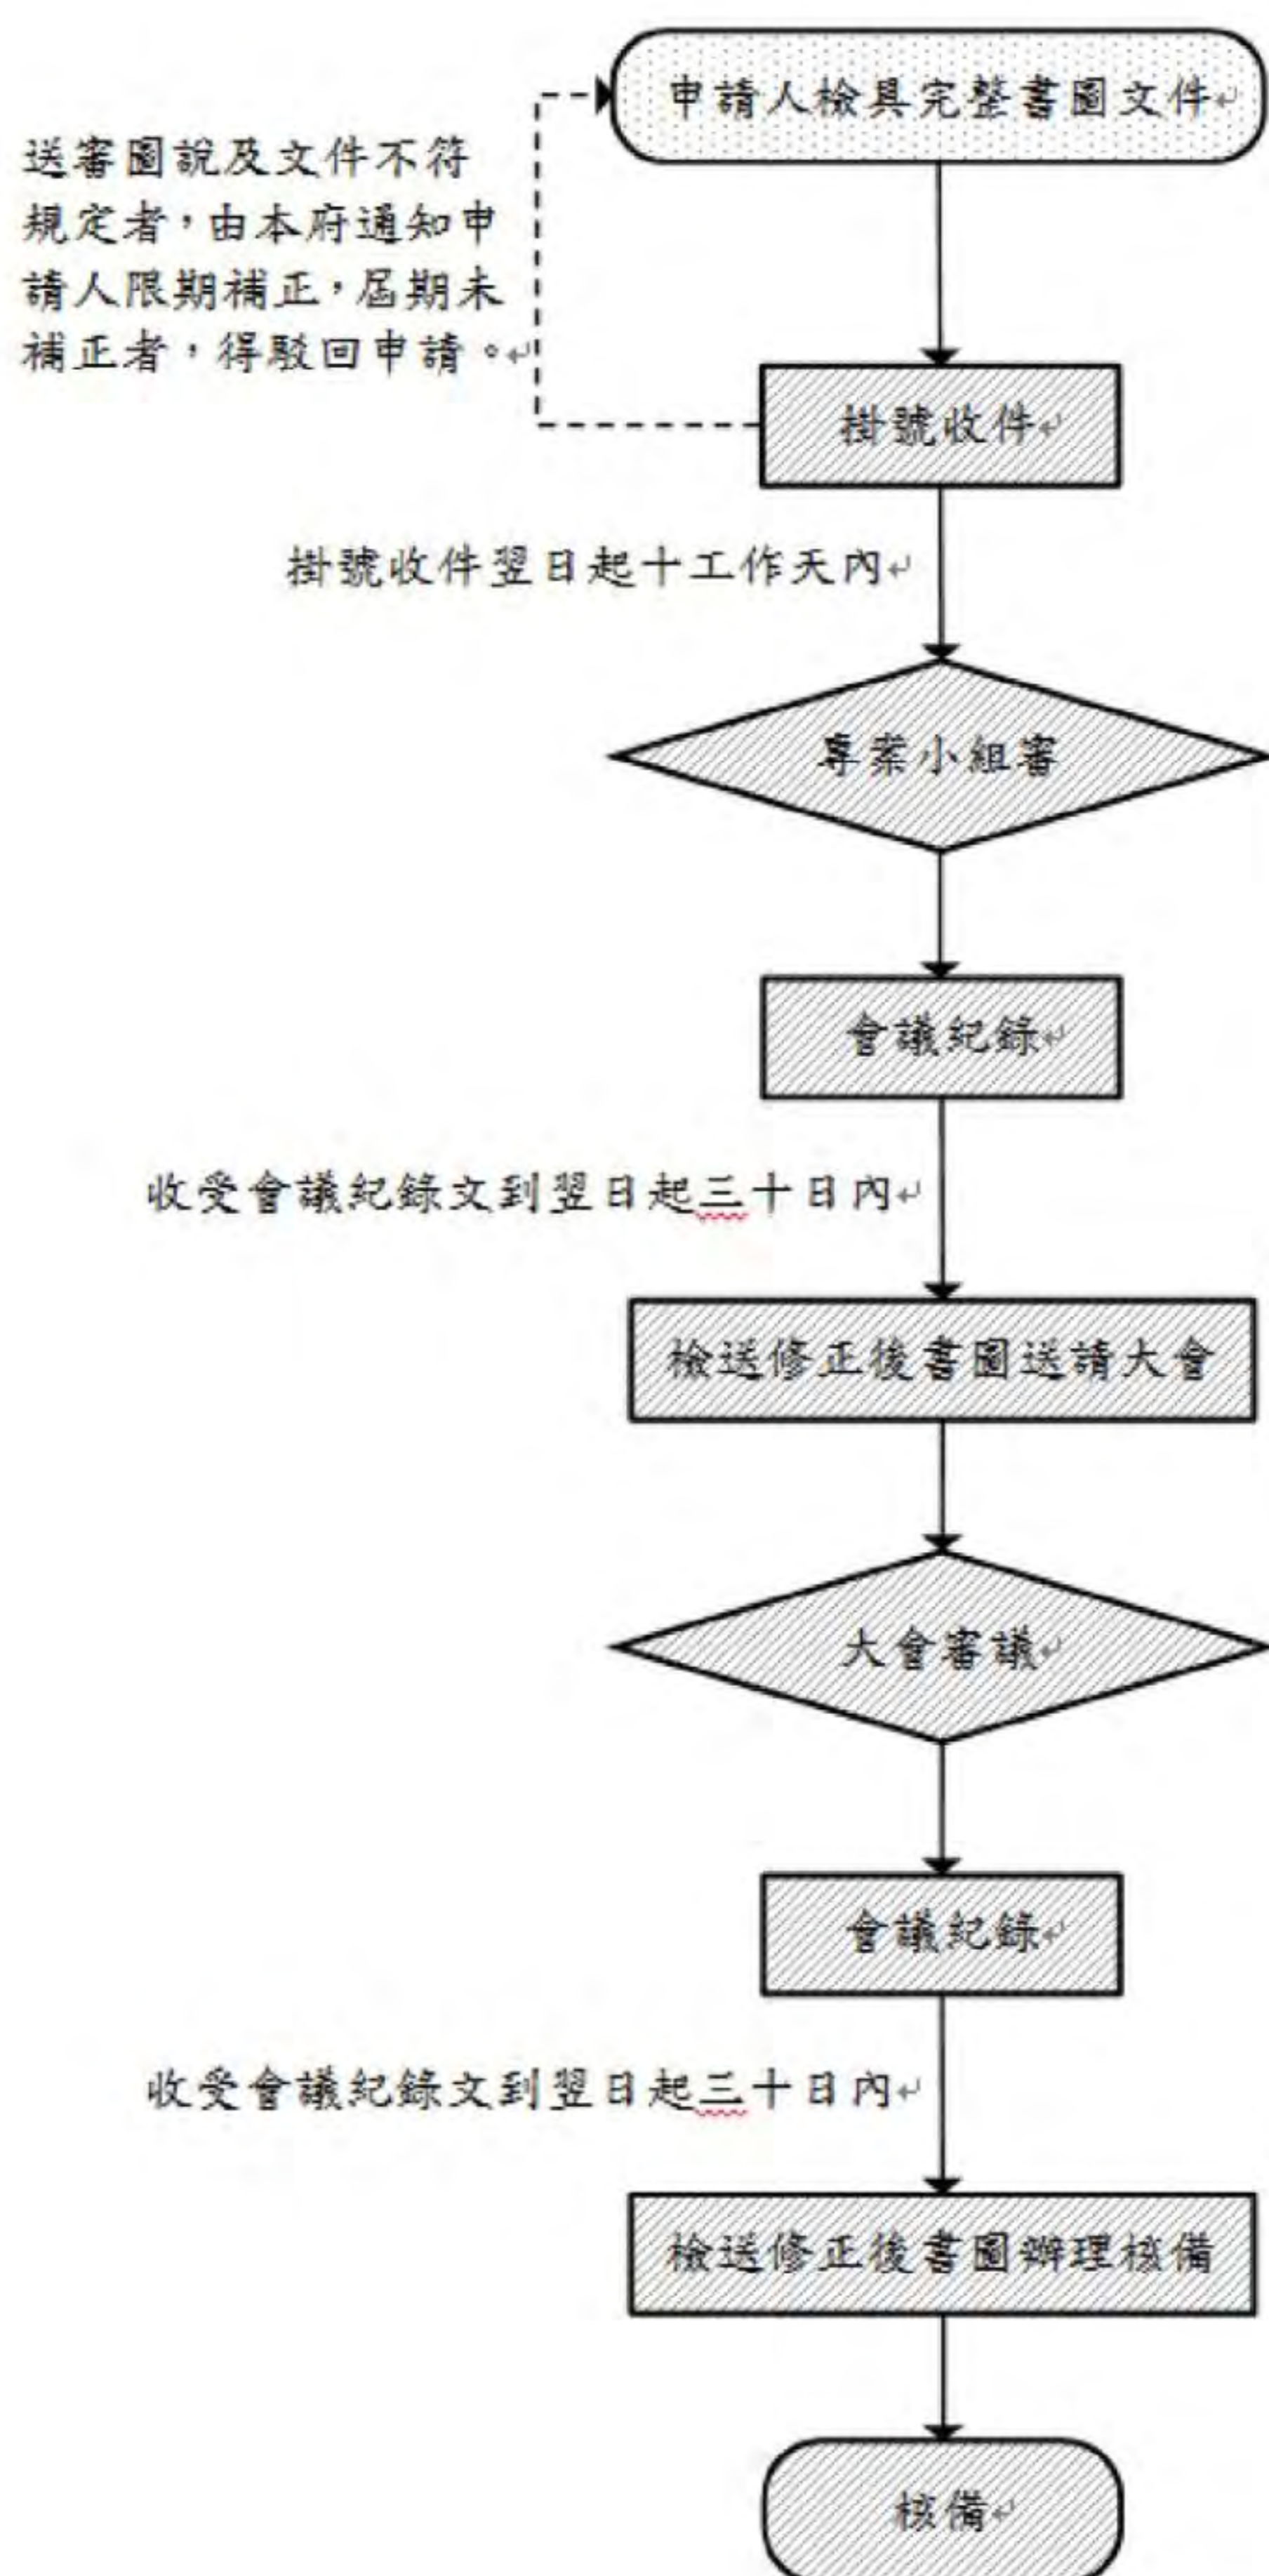 申請人檢具完整書圖文件
送審圖說及文件不符
規定者，由本府通知申
請人限期補正，屆期未
補正者，得駁回申請。
掛號收件
掛號收件翌日起十工作天內
專案小組審
會議紀錄
收受會議紀錄文到翌日起三十日內
檢送修正後書圖送請大會
大會審議
會議紀錄
收受會議紀錄文到翌日起三十日內
檢送修正後書圖辦理核備
核備